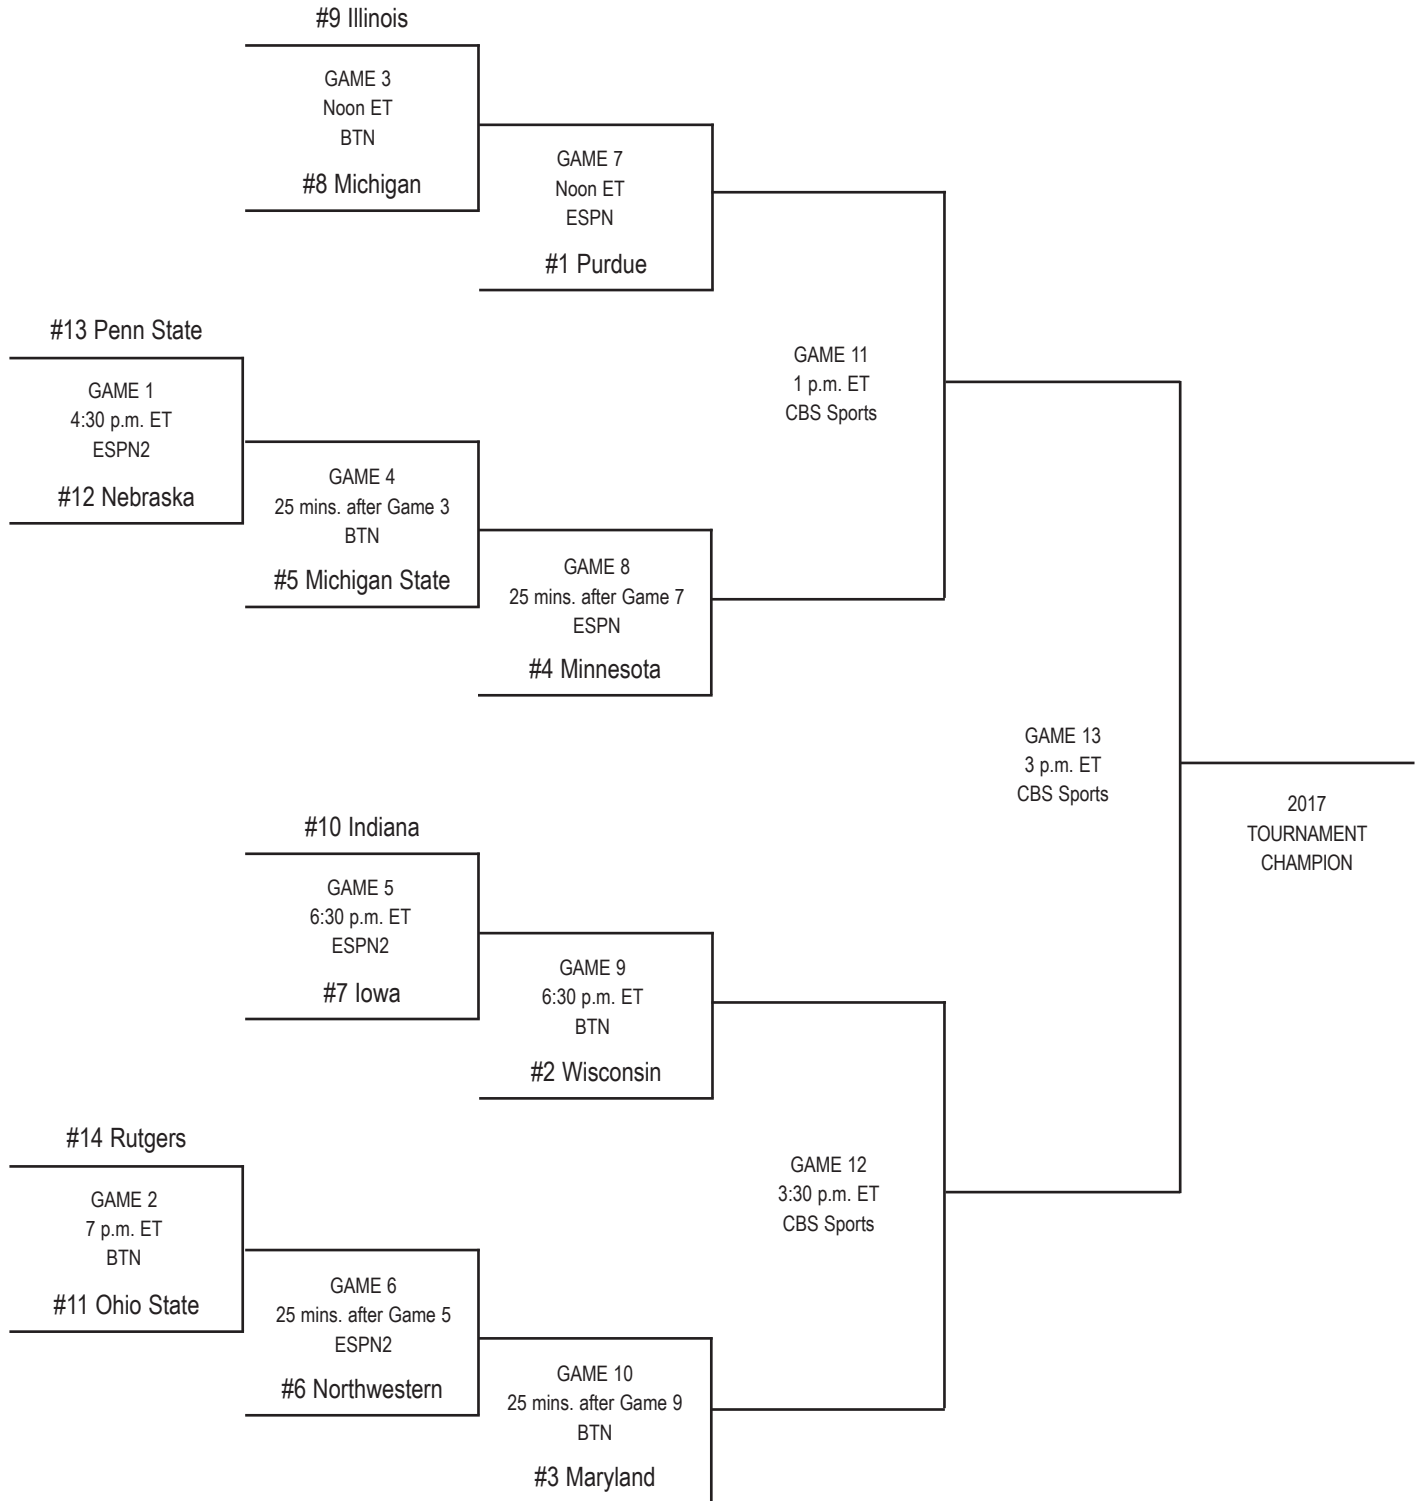 #9 Illinois
GAME 3
Noon ET
BTN
#8 Michigan
GAME 7
Noon ET
ESPN
#1 Purdue
#13 Penn State
GAME 1
4:30 p.m. ET
ESPN2
#12 Nebraska
GAME 4
25 mins. after Game 3
BTN
#5 Michigan State
GAME 8
25 mins. after Game 7
ESPN
#4 Minnesota
GAME 11
1 p.m. ET
CBS Sports
GAME 13
3 p.m. ET
CBS Sports
2017
TOURNAMENT
CHAMPION
#10 Indiana
GAME 5
6:30 p.m. ET
ESPN2
#7 Iowa
GAME 9
6:30 p.m. ET
BTN
#2 Wisconsin
#14 Rutgers
GAME 2
7 p.m. ET
BTN
#11 Ohio State
GAME 6
25 mins. after Game 5
ESPN2
#6 Northwestern
GAME 10
25 mins. after Game 9
BTN
#3 Maryland
GAME 12
3:30 p.m. ET
CBS Sports